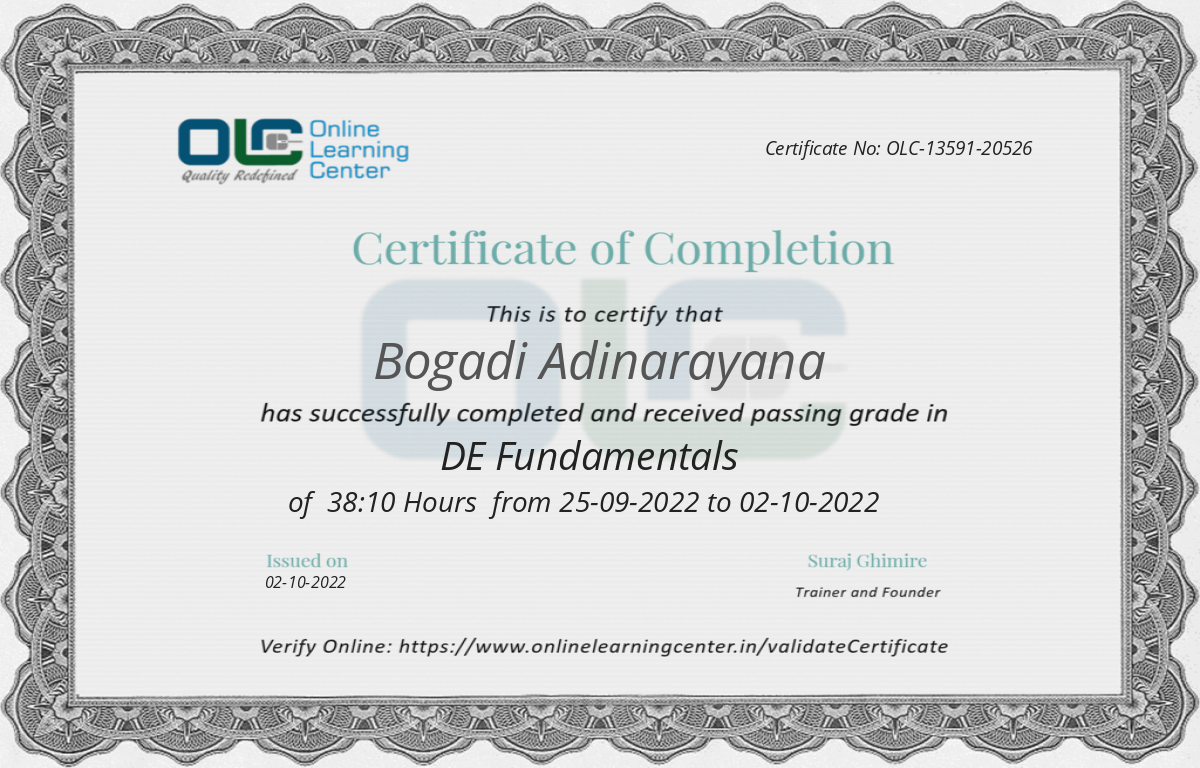 OLC Online
Learning
Center
Quality Redefined
Certificate No: OLC-13591-20526
Certificate of Completion
This is to certify that
Bogadi Adinarayana
has successfully completed and received passing grade in
DE Fundamentals
of 38:10 Hours from 25-09-2022 to 02-10-2022
Issued on
02-10-2022
Suraj Ghimire
Trainer and Founder
Verify Online: https://www.onlinelearningcenter.in/validateCertificate